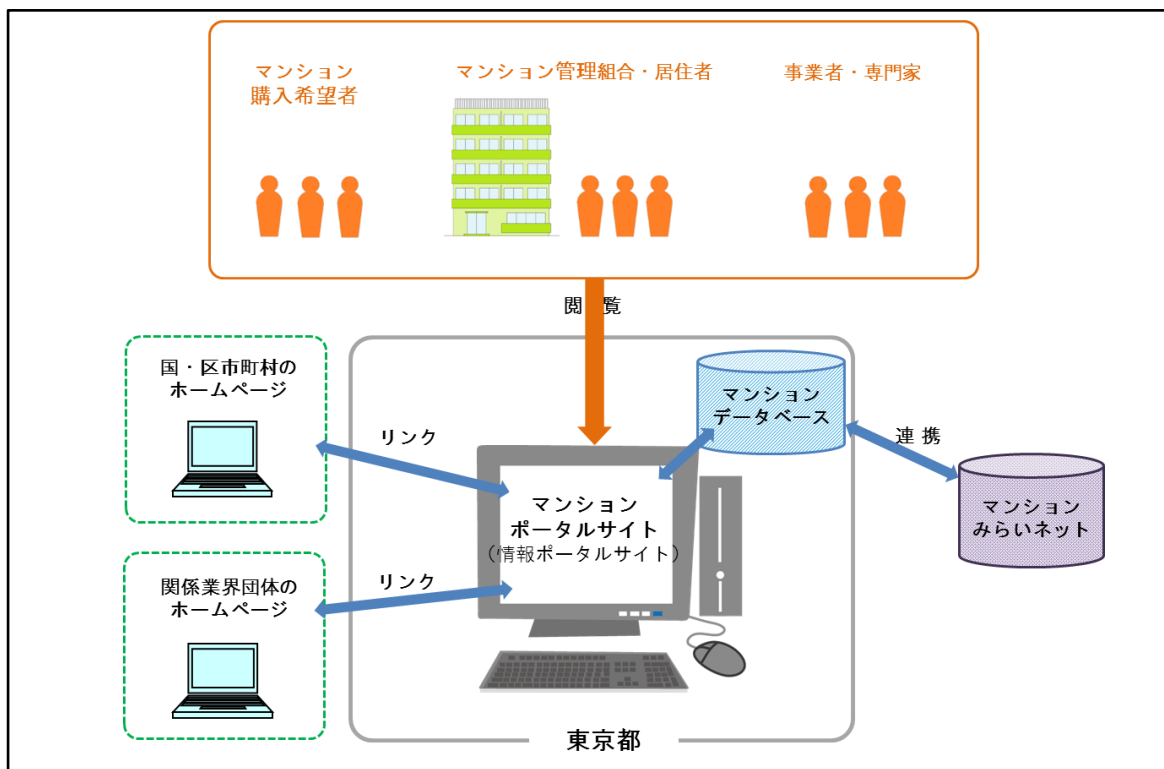 マンション
購入希望者
マンション管理組合・居住者
事業者・専門家
閲 覧
国・区市町村の
ホームページ
リンク
マンション
データベース
連 携
マンション
みらいネット
マンション
ポータルサイト
(情報ポータルサイト)
関係業界団体の
ホームページ
リンク
東京都